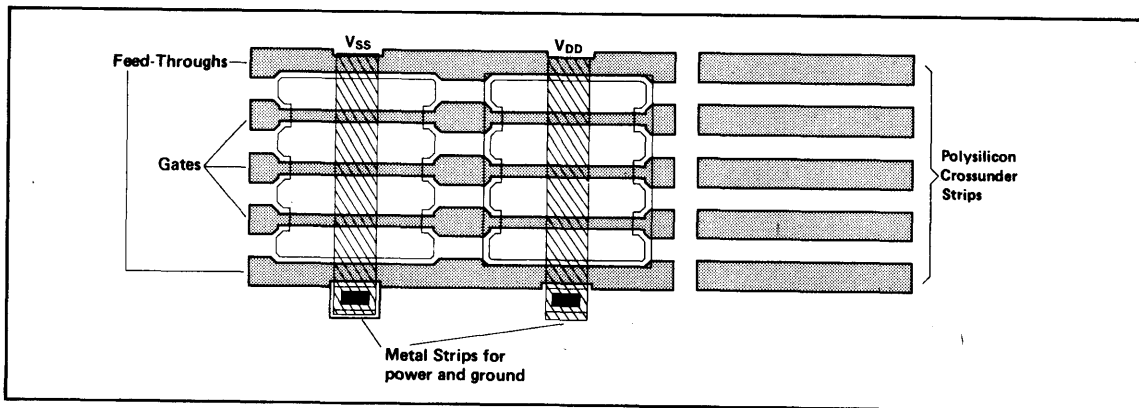 VSS
VDD
Feed-Throughs
Gates
Polysilicon
Crossunder
Strips
Metal Strips for
power and ground